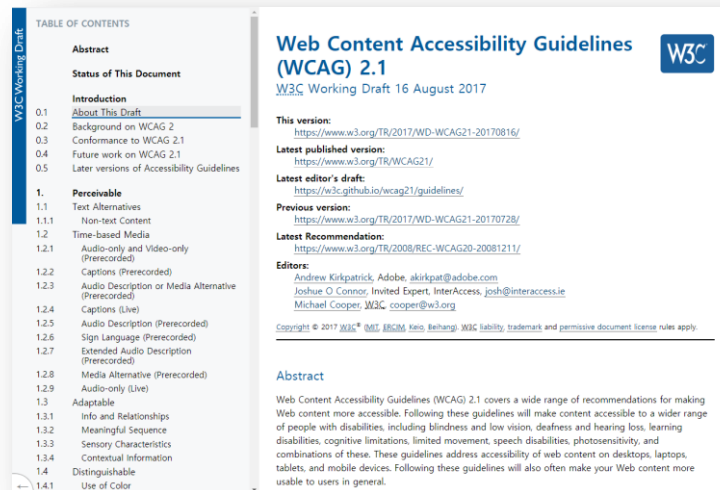 W3C Working Draft
TABLE OF CONTENTS
Abstract
Status of This Document
Introduction
0.1 About This Draft
0.2 Background on WCAG 2
0.3 Conformance to WCAG 2.1
0.4 Future work on WCAG 2.1
0.5 Later versions of Accessibility Guidelines
1. Perceivable
1.1 Text Alternatives
1.1.1 Non-text Content
1.2 Time-based Media
1.2.1 Audio-only and Video-only
(Prerecorded)
1.2.2 Captions (Prerecorded)
1.2.3 Audio Description or Media Alternative
(Prerecorded)
1.2.4 Captions (Live)
1.2.5 Audio Description (Prerecorded)
1.2.6 Sign Language (Prerecorded)
1.2.7 Extended Audio Description
(Prerecorded)
1.2.8 Media Alternative (Prerecorded)
1.2.9 Audio-only (Live)
1.3 Adaptable
1.3.1 Info and Relationships
1.3.2 Meaningful Sequence
1.3.3 Sensory Characteristics
1.3.4 Contextual Information
1.4 Distinguishable
← 1.4.1 Use of Color
Web Content Accessibility Guidelines
(WCAG) 2.1
W3C
W3C Working Draft 16 August 2017
This version:
https://www.w3.org/TR/2017/WD-WCAG21-20170816/
Latest published version:
https://www.w3.org/TR/WCAG21/
Latest editor's draft:
https://w3c.github.io/wcag21/guidelines/
Previous version:
https://www.w3.org/TR/2017/WD-WCAG21-20170728/
Latest Recommendation:
https://www.w3.org/TR/2008/REC-WCAG20-20081211/
Editors:
Andrew Kirkpatrick, Adobe, akirkpat@adobe.com
Joshue O Connor, Invited Expert, InterAccess, josh@interaccess.ie
Michael Cooper, W3C, cooper@w3.org
Copyright © 2017 W3C® (MIT, ERCIM, Keio, Beihang). W3C liability, trademark and permissive document license rules apply.
Abstract
Web Content Accessibility Guidelines (WCAG) 2.1 covers a wide range of recommendations for making
Web content more accessible. Following these guidelines will make content accessible to a wider range
of people with disabilities, including blindness and low vision, deafness and hearing loss, learning
disabilities, cognitive limitations, limited movement, speech disabilities, photosensitivity, and
combinations of these. These guidelines address accessibility of web content on desktops, laptops,
tablets, and mobile devices. Following these guidelines will also often make your Web content more
usable to users in general.